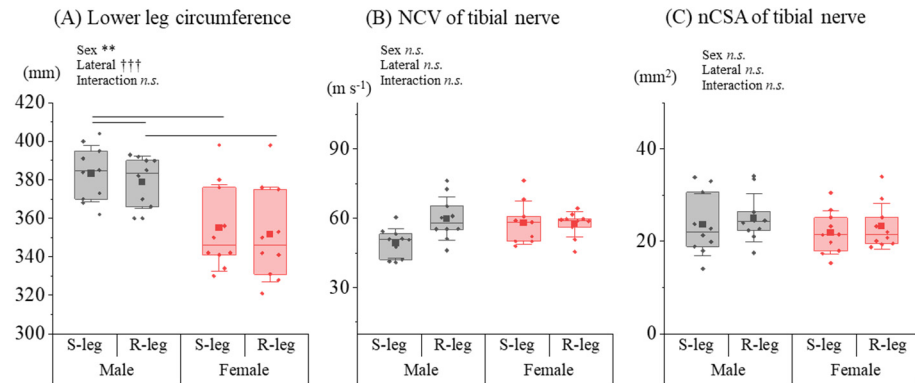 (A) Lower leg circumference
Sex **
Lateral †††
Interaction n.s.
(mm)
420
400
380
360
340
320
300
S-leg R-leg S-leg R-leg
Male Female
(B) NCV of tibial nerve
Sex n.s.
Lateral n.s.
Interaction n.s.
(m s⁻¹)
90
60
30
S-leg R-leg S-leg R-leg
Male Female
(C) nCSA of tibial nerve
Sex n.s.
Lateral n.s.
Interaction n.s.
(mm²)
40
20
0
S-leg R-leg S-leg R-leg
Male Female